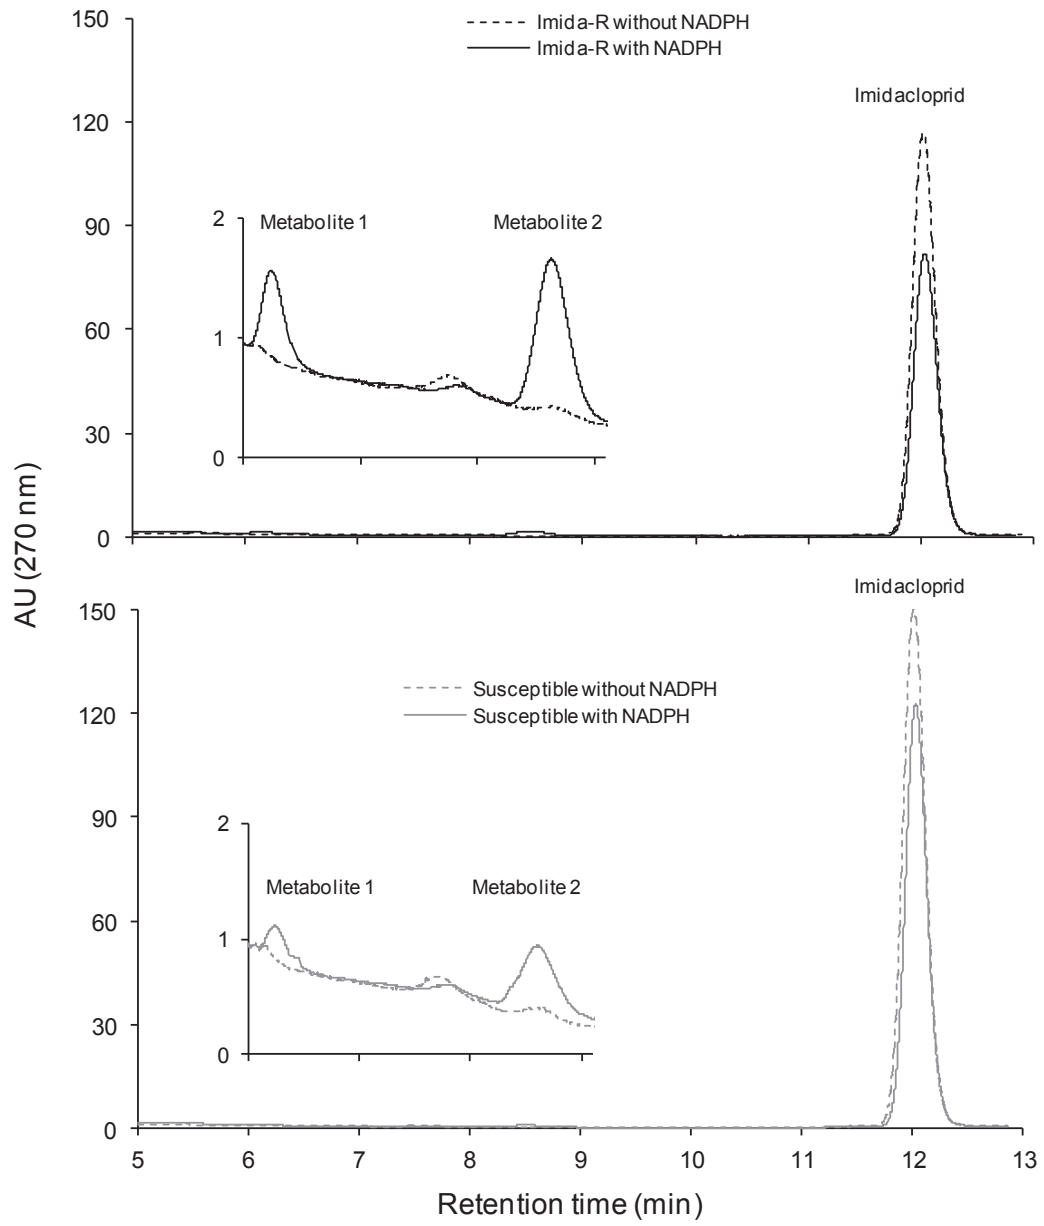 150
120
90
60
30
0
Imida-R without NADPH
Imida-R with NADPH
Imidacloprid
2
1
0
Metabolite 1 Metabolite 2
AU (270 nm)
150
120
90
60
30
0
Imidacloprid
Susceptible without NADPH
Susceptible with NADPH
2
1
0
Metabolite 1 Metabolite 2
5 6 7 8 9 10 11 12 13
Retention time (min)